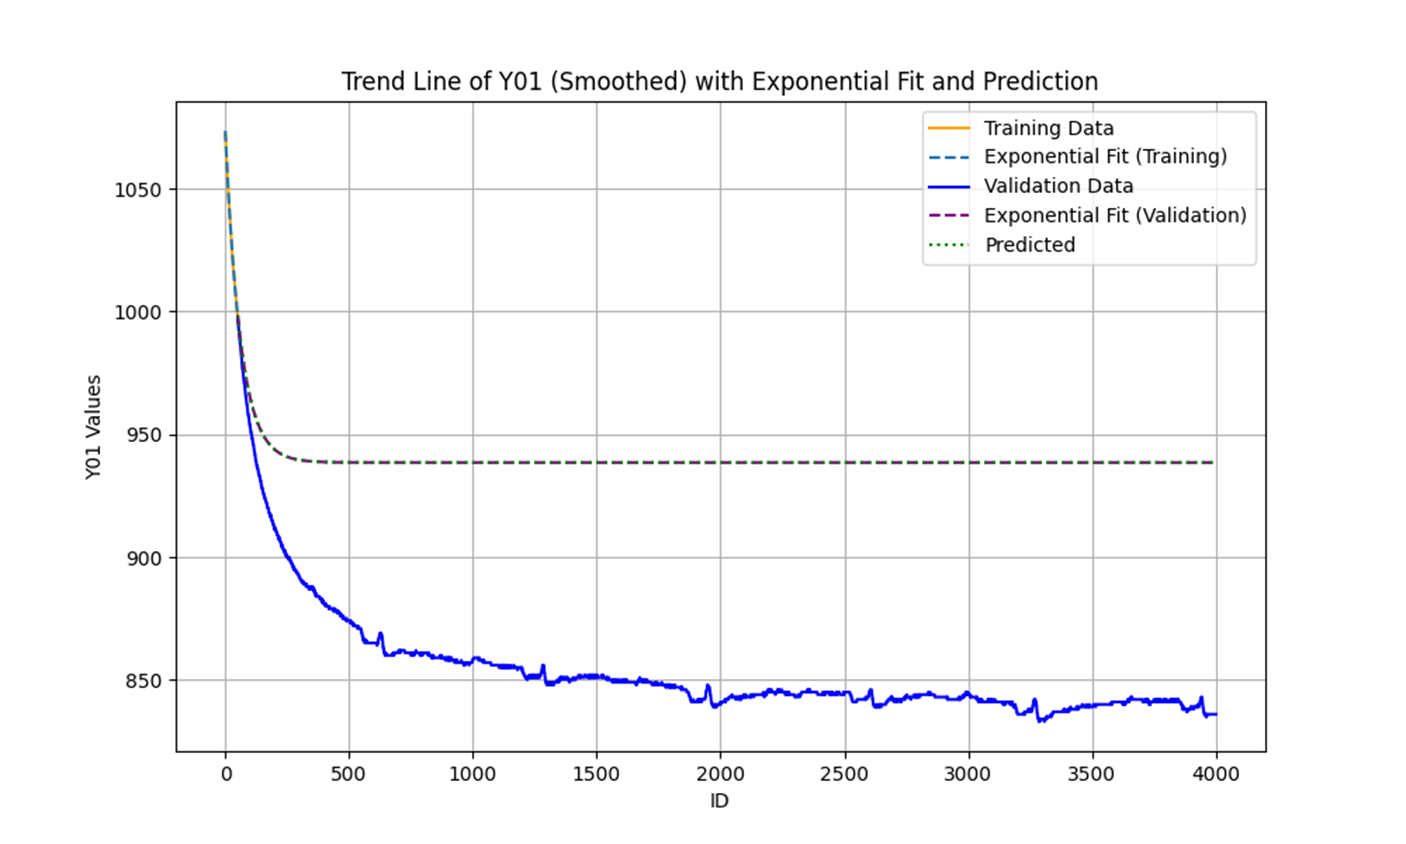 Trend Line of Y01 (Smoothed) with Exponential Fit and Prediction
Training Data
Exponential Fit (Training)
Validation Data
Exponential Fit (Validation)
Predicted
Y01 Values
1050
1000
950
900
850
0 500 1000 1500 2000 2500 3000 3500 4000
ID